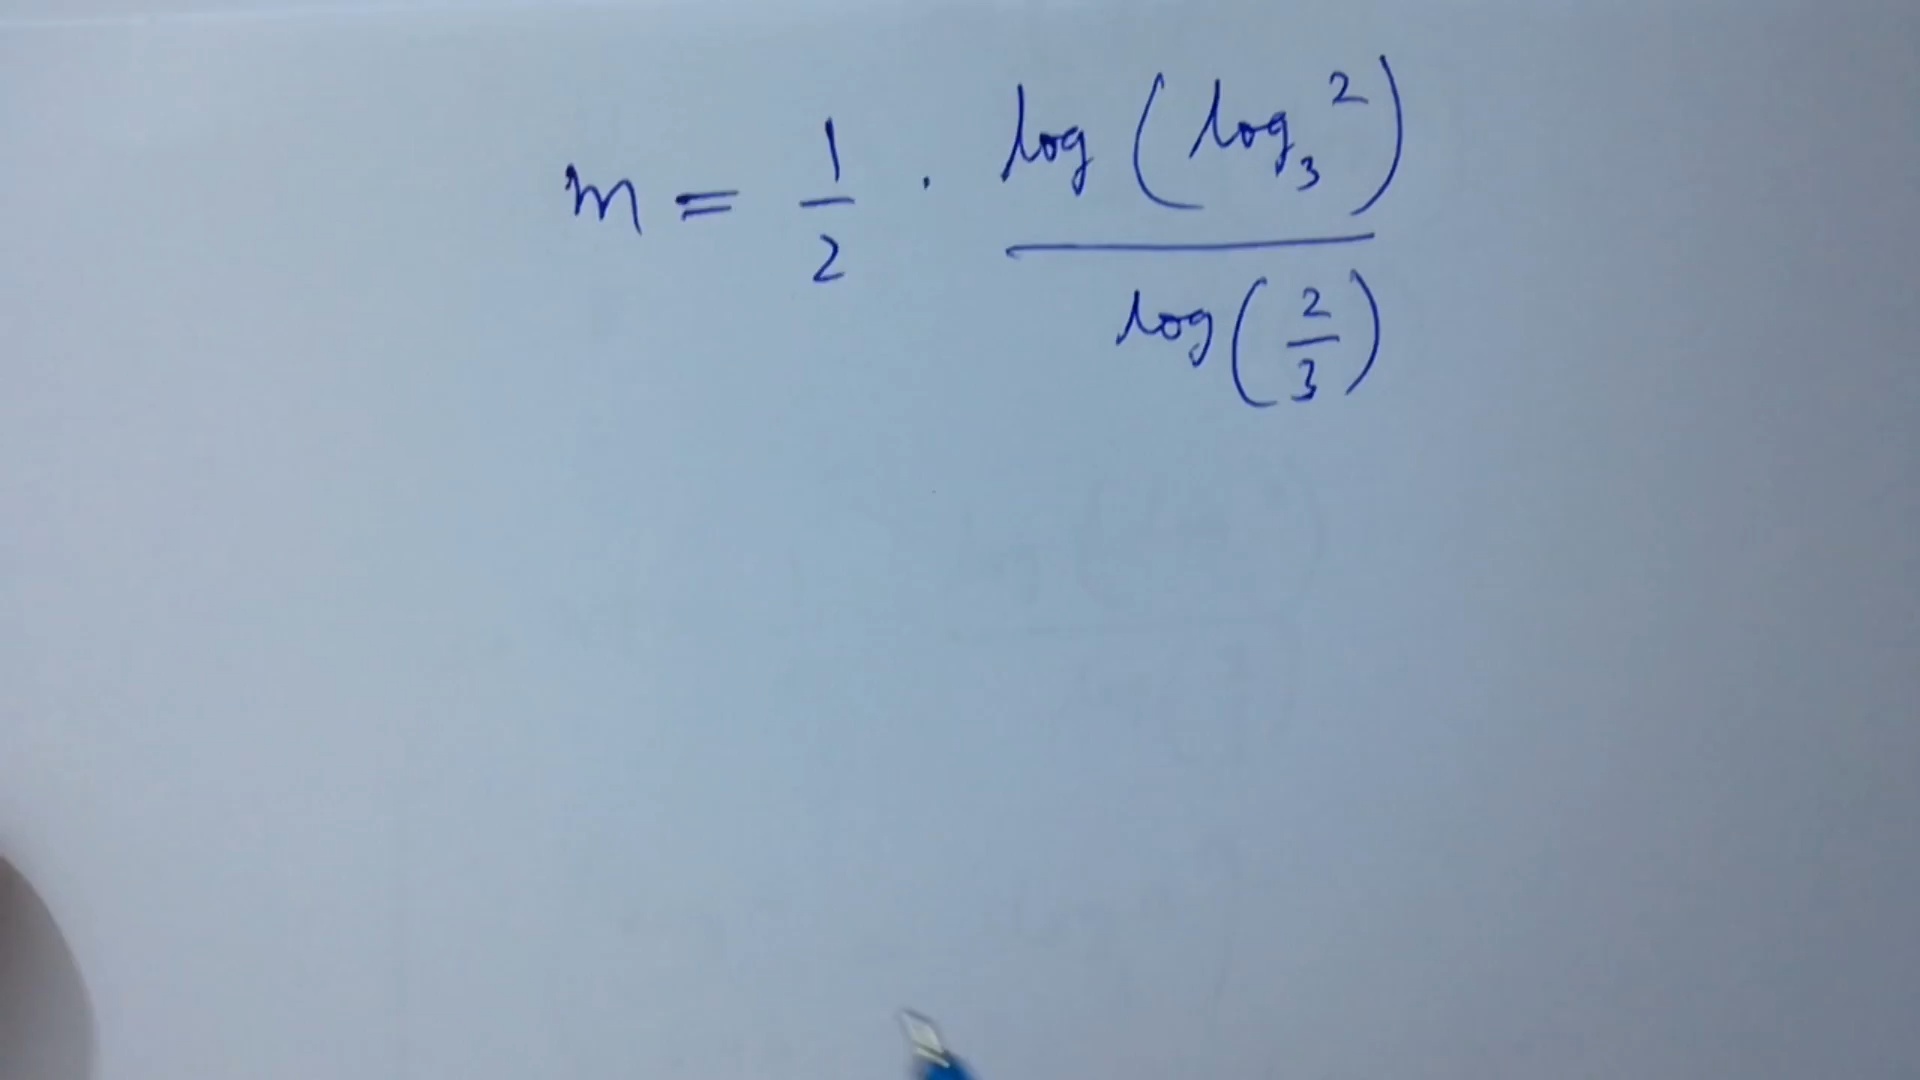 m = 1/2 · log(log₃ 2) / log(2/3)